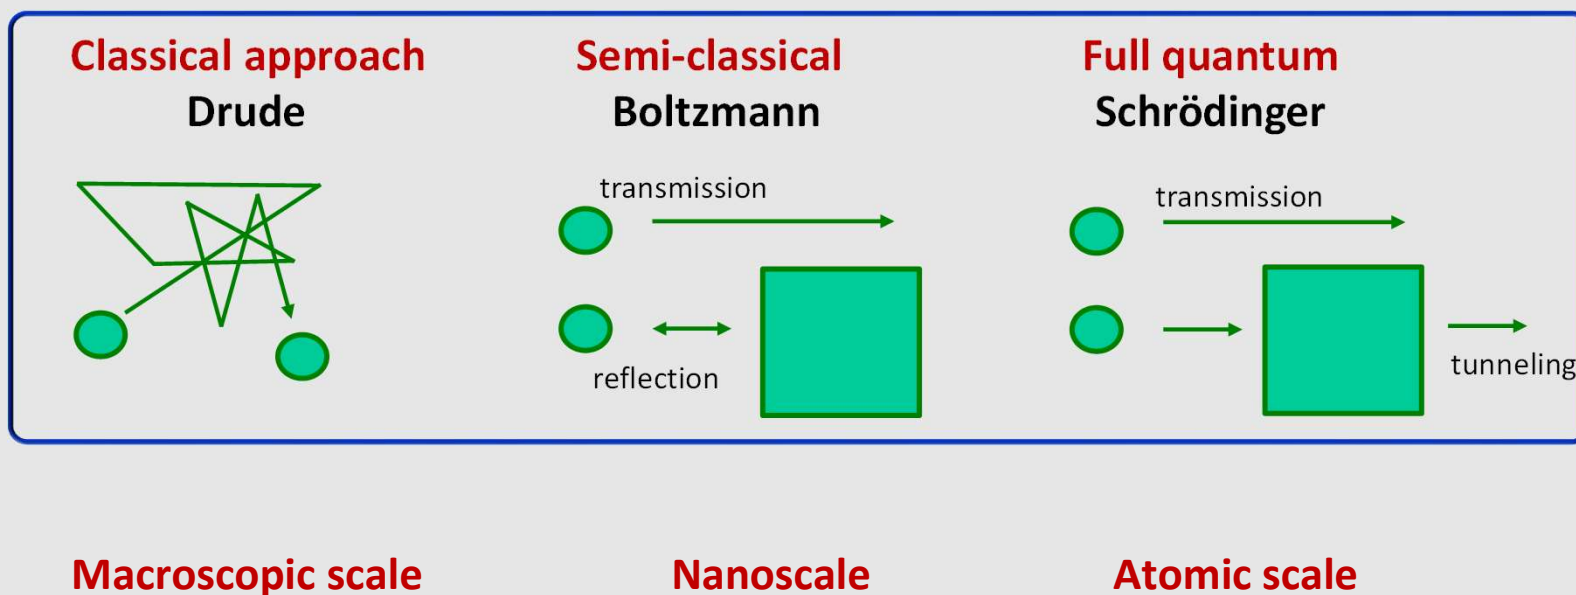 Classical approach
Drude
Semi-classical
Boltzmann
transmission
reflection
Full quantum
Schrödinger
transmission
tunneling
Macroscopic scale
Nanoscale
Atomic scale